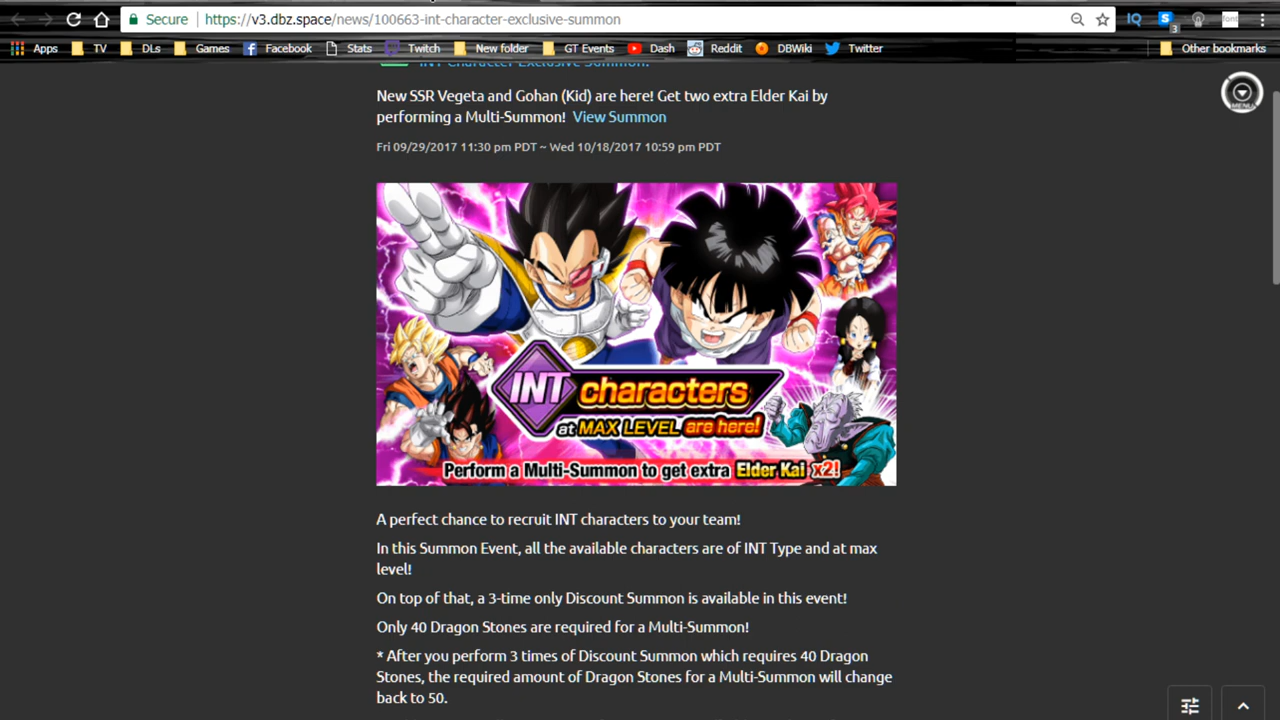 Secure https://v3.dbz.space/news/100663-int-character-exclusive-summon IQ S 3 font
Apps TV DLs Games Facebook Stats Twitch New folder GT Events Dash Reddit DBWiki Twitter Other bookmarks
INT Character Exclusive Summon!
New SSR Vegeta and Gohan (Kid) are here! Get two extra Elder Kai by
performing a Multi-Summon! View Summon
MENU
Fri 09/29/2017 11:30 pm PDT ~ Wed 10/18/2017 10:59 pm PDT
INT characters
at MAX LEVEL are here!
Perform a Multi-Summon to get extra Elder Kai x2!
A perfect chance to recruit INT characters to your team!
In this Summon Event, all the available characters are of INT Type and at max
level!
On top of that, a 3-time only Discount Summon is available in this event!
Only 40 Dragon Stones are required for a Multi-Summon!
* After you perform 3 times of Discount Summon which requires 40 Dragon
Stones, the required amount of Dragon Stones for a Multi-Summon will change
back to 50.